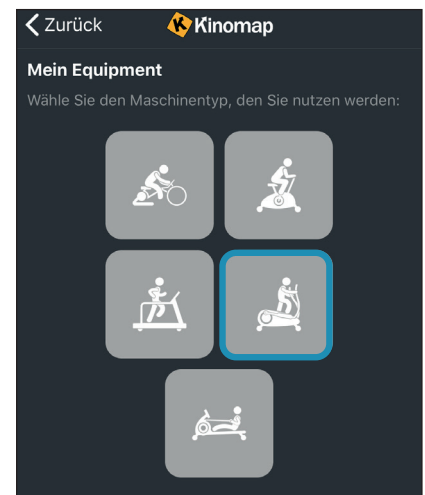 Zurück
Kinomap
Mein Equipment
Wähle Sie den Maschinentyp, den Sie nutzen werden: